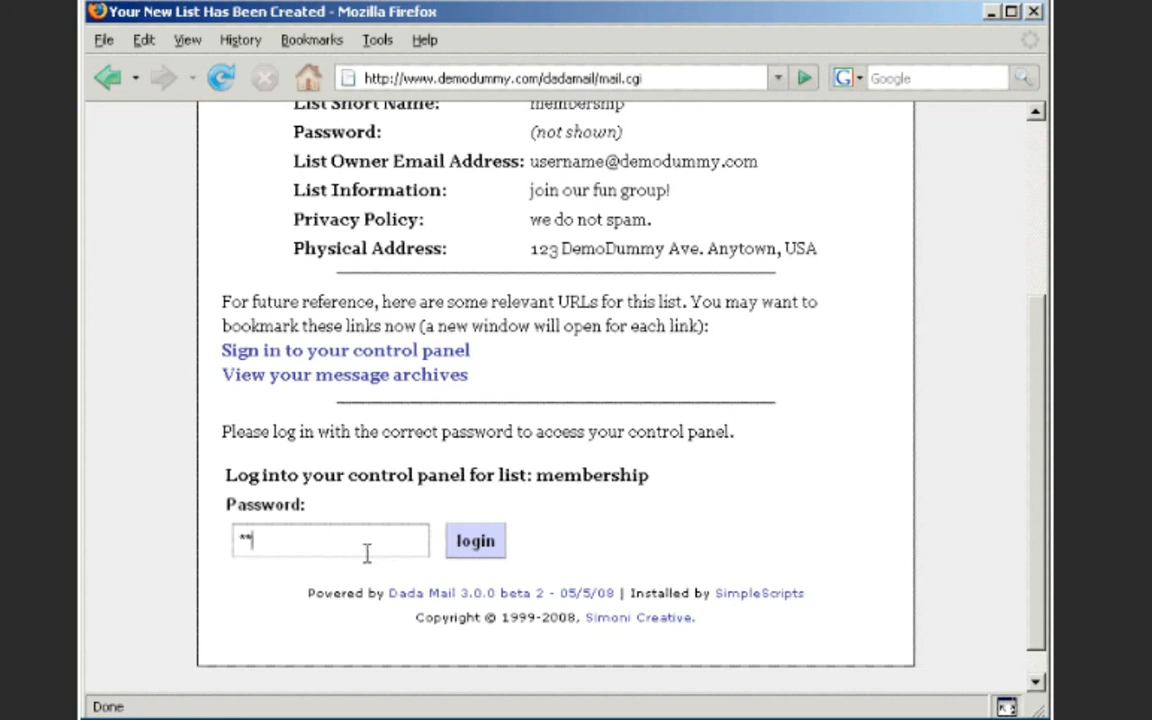 Your New List Has Been Created - Mozilla Firefox
File Edit View History Bookmarks Tools Help
http://www.demodummy.com/dadamail/mail.cgi
G Google
List Short Name: membership
Password: (not shown)
List Owner Email Address: username@demodummy.com
List Information: join our fun group!
Privacy Policy: we do not spam.
Physical Address: 123 DemoDummy Ave. Anytown, USA
For future reference, here are some relevant URLs for this list. You may want to
bookmark these links now (a new window will open for each link):
Sign in to your control panel
View your message archives
Please log in with the correct password to access your control panel.
Log into your control panel for list: membership
Password:
** login
Powered by Dada Mail 3.0.0 beta 2 - 05/5/08 | Installed by SimpleScripts
Copyright © 1999-2008, Simoni Creative.
Done